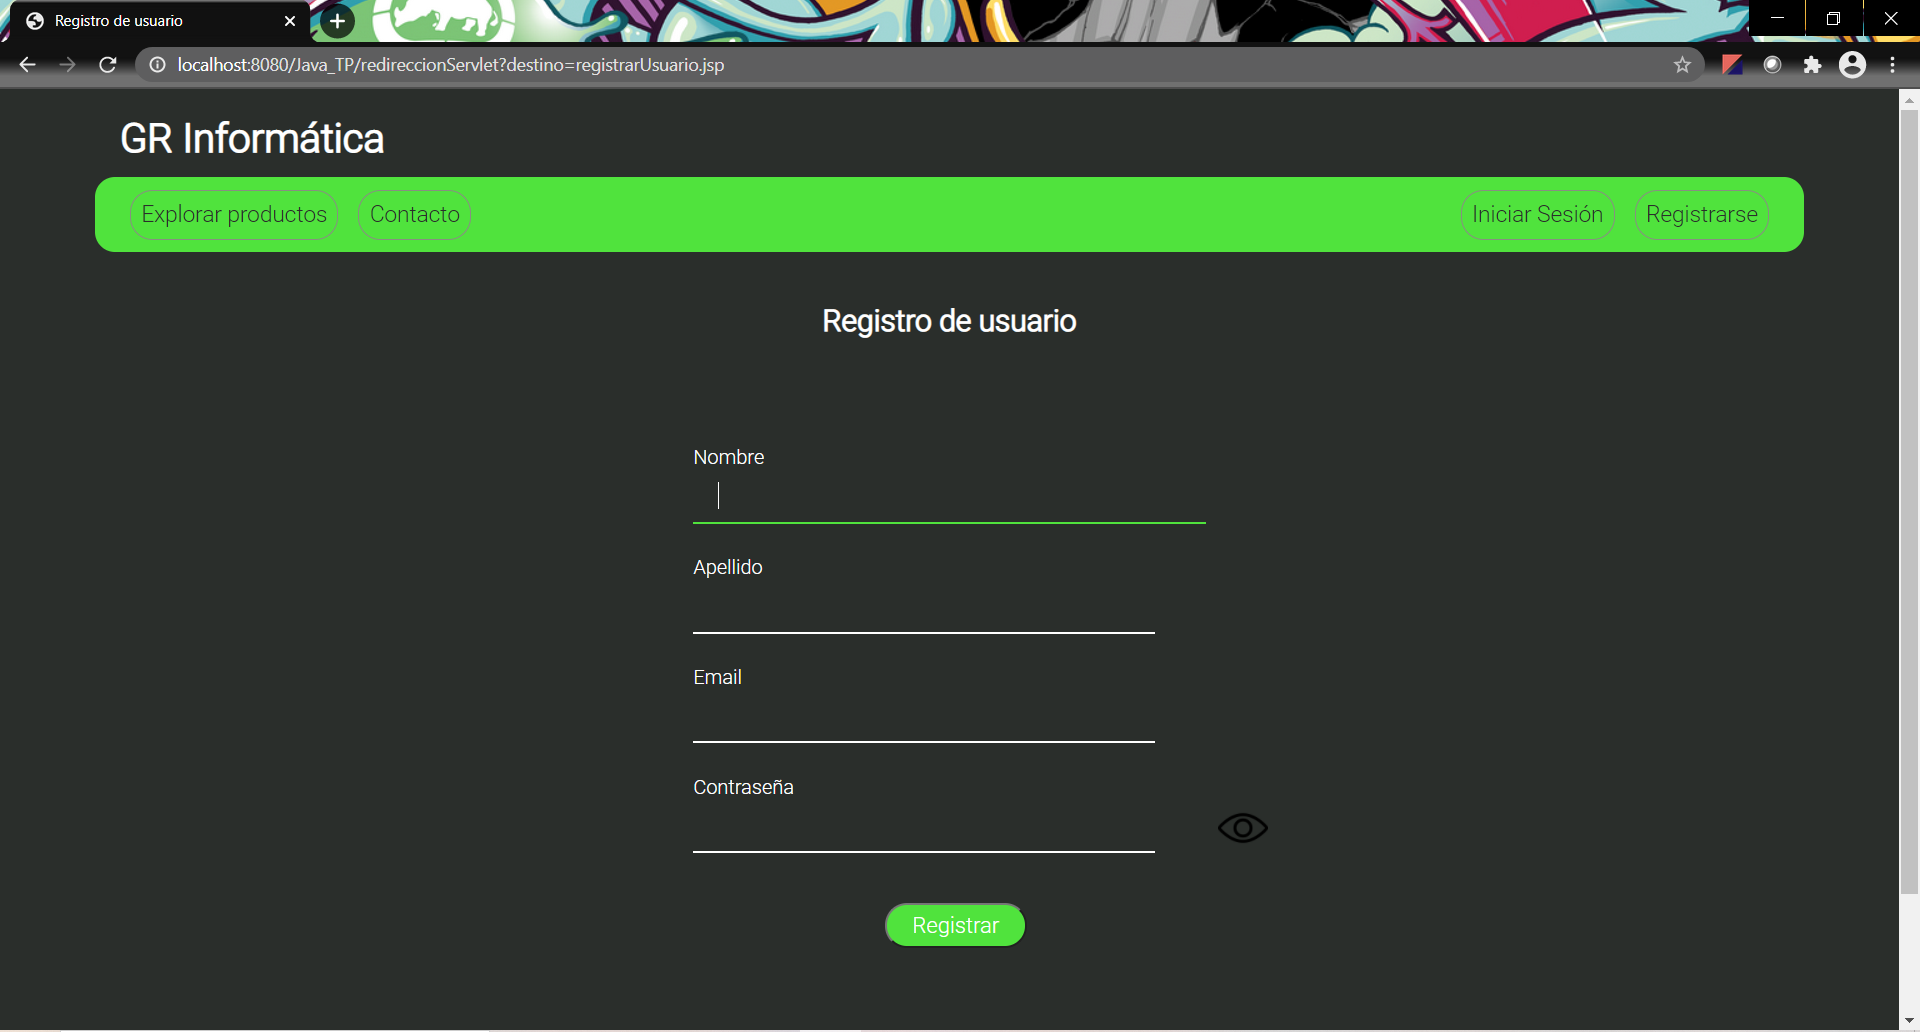 Registro de usuario
localhost:8080/Java_TP/redireccionServlet?destino=registrarUsuario.jsp
GR Informática
Explorar productos Contacto Iniciar Sesión Registrarse
Registro de usuario
Nombre
Apellido
Email
Contraseña
Registrar